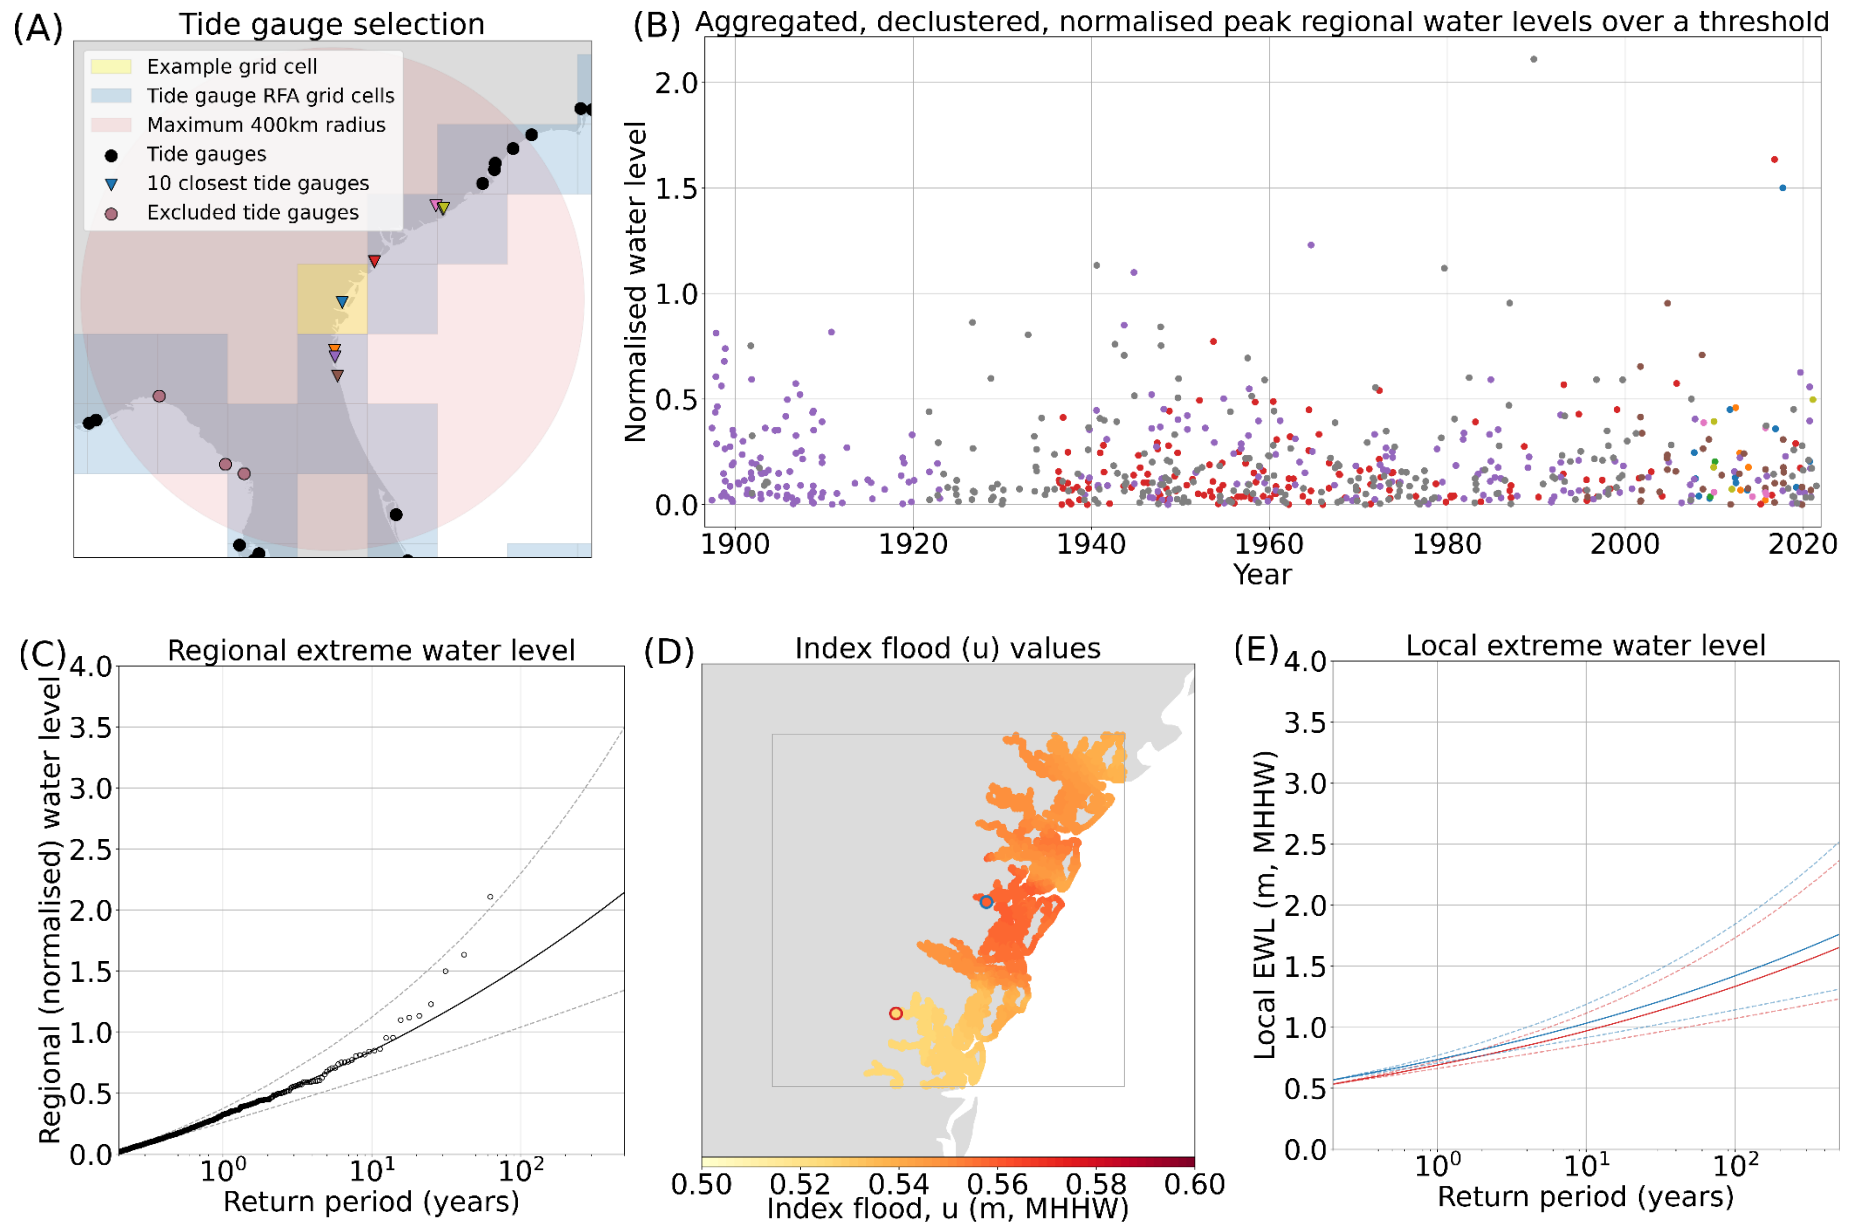 (A)
Tide gauge selection
Example grid cell
Tide gauge RFA grid cells
Maximum 400km radius
Tide gauges
10 closest tide gauges
Excluded tide gauges
(B)
Aggregated, declustered, normalised peak regional water levels over a threshold
Normalised water level
2.0
1.5
1.0
0.5
0.0
1900 1920 1940 1960 1980 2000 2020
Year
(C)
Regional extreme water level
Regional (normalised) water level
4.0
3.5
3.0
2.5
2.0
1.5
1.0
0.5
0.0
10⁰ 10¹ 10²
Return period (years)
(D)
Index flood (u) values
0.50 0.52 0.54 0.56 0.58 0.60
Index flood, u (m, MHHW)
(E)
Local extreme water level
Local EWL (m, MHHW)
4.0
3.5
3.0
2.5
2.0
1.5
1.0
0.5
0.0
10⁰ 10¹ 10²
Return period (years)